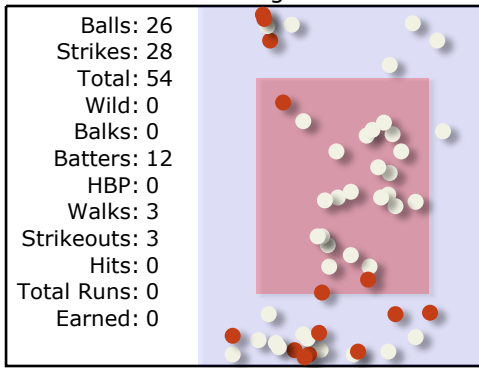 Balls: 26
Strikes: 28
Total: 54
Wild: 0
Balks: 0
Batters: 12
HBP: 0
Walks: 3
Strikeouts: 3
Hits: 0
Total Runs: 0
Earned: 0